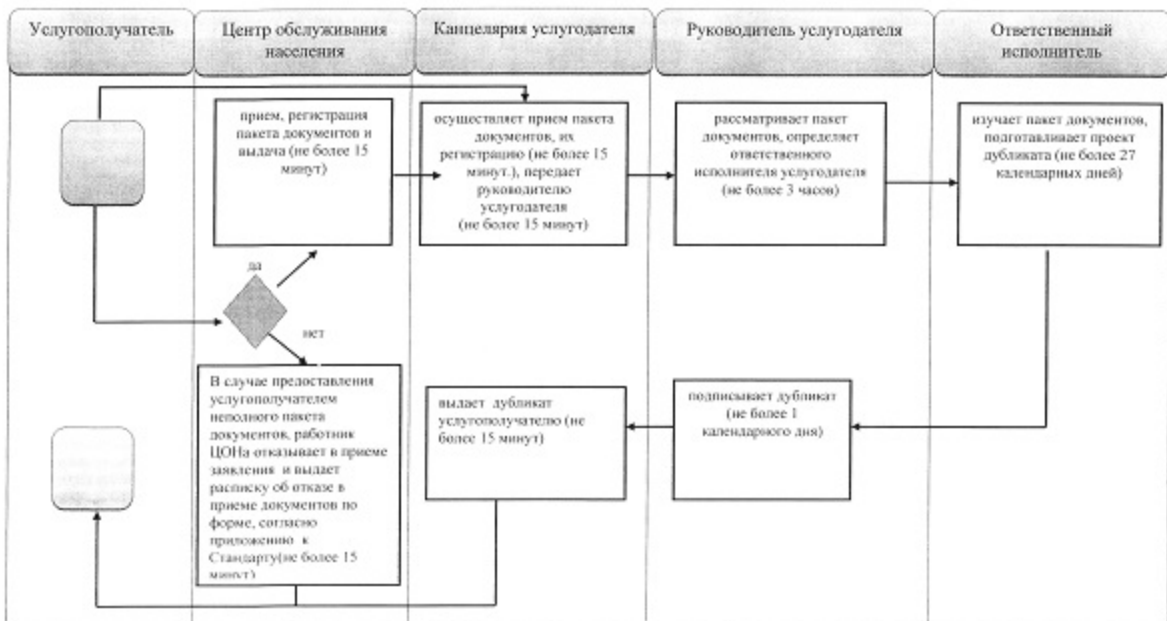 Услугополучатель
Центр обслуживания
населения
Канцелярия услугодателя
Руководитель услугодателя
Ответственный
исполнитель
прием, регистрация
пакета документов и
выдача (не более 15
минут)
осуществляет прием пакета
документов, их
регистрацию (не более 15
минут.), передает
руководителю
услугодателя
(не более 15 минут)
рассматривает пакет
документов, определяет
ответственного
исполнителя услугодателя
(не более 3 часов)
изучает пакет документов,
подготавливает проект
дубликата (не более 27
календарных дней)
да
нет
В случае предоставления
услугополучателем
неполного пакета
документов, работник
ЦОНа отказывает в приеме
заявления и выдает
расписку об отказе в
приеме документов по
форме, согласно
приложению к
Стандарту(не более 15
минут)
выдает дубликат
услугополучателю (не
более 15 минут)
подписывает дубликат
(не более 1
календарного дня)